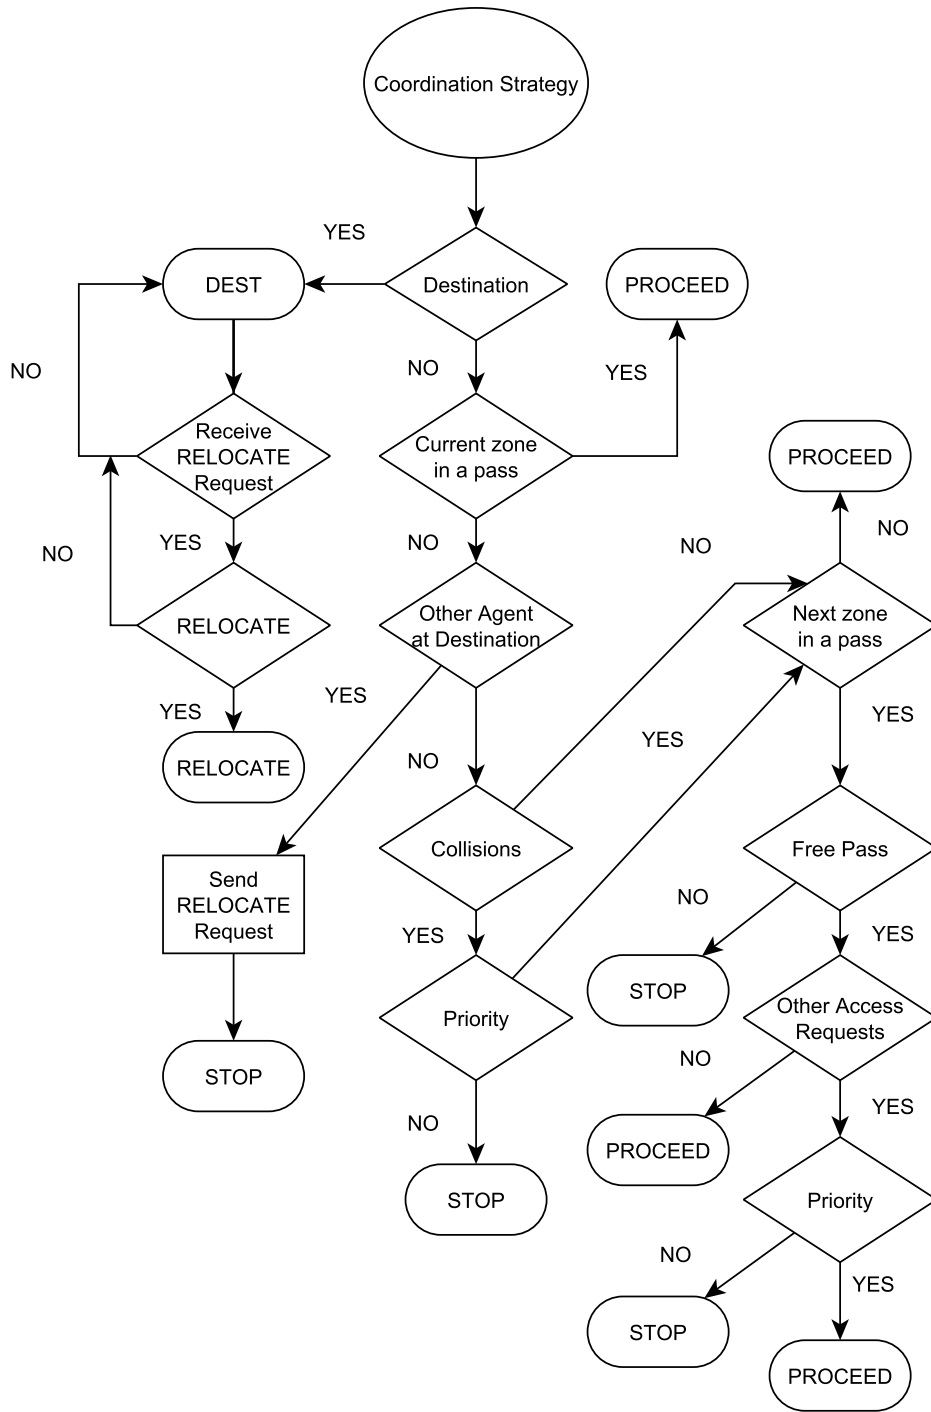 Coordination Strategy
YES
DEST
Destination
PROCEED
NO
NO
YES
Receive
RELOCATE
Request
Current zone
in a pass
PROCEED
NO
YES
NO
NO
NO
RELOCATE
Other Agent
at Destination
Next zone
in a pass
YES
YES
YES
RELOCATE
NO
YES
Send
RELOCATE
Request
Collisions
Free Pass
NO
YES
YES
STOP
Priority
STOP
Other Access
Requests
NO
NO
YES
STOP
PROCEED
Priority
NO
YES
STOP
PROCEED